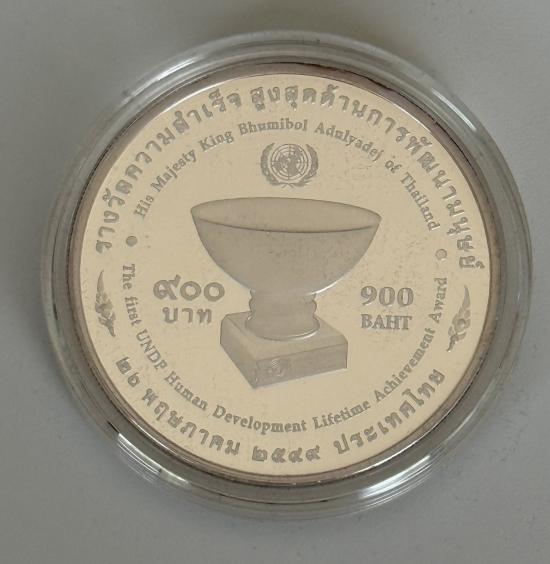 รางวัลความสำเร็จ สูงสุดด้านการพัฒนามนุษย์
His Majesty King Bhumibol Adulyadej of Thailand
๙๐๐
บาท
900
BAHT
The first UNDP Human Development Lifetime Achievement Award
๒๖ พฤษภาคม ๒๕๔๙ ประเทศไทย